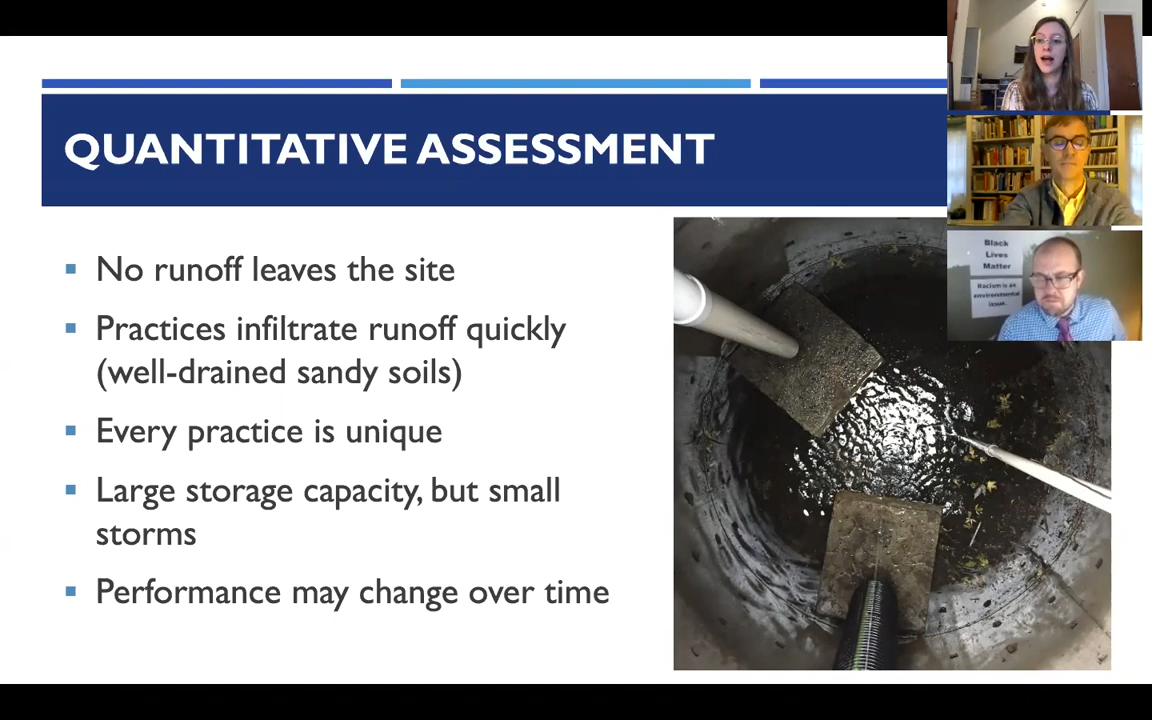 QUANTITATIVE ASSESSMENT
No runoff leaves the site
Practices infiltrate runoff quickly
(well-drained sandy soils)
Every practice is unique
Large storage capacity, but small
storms
Performance may change over time
Black
Lives
Matter
Racism is an
environmental
issue.